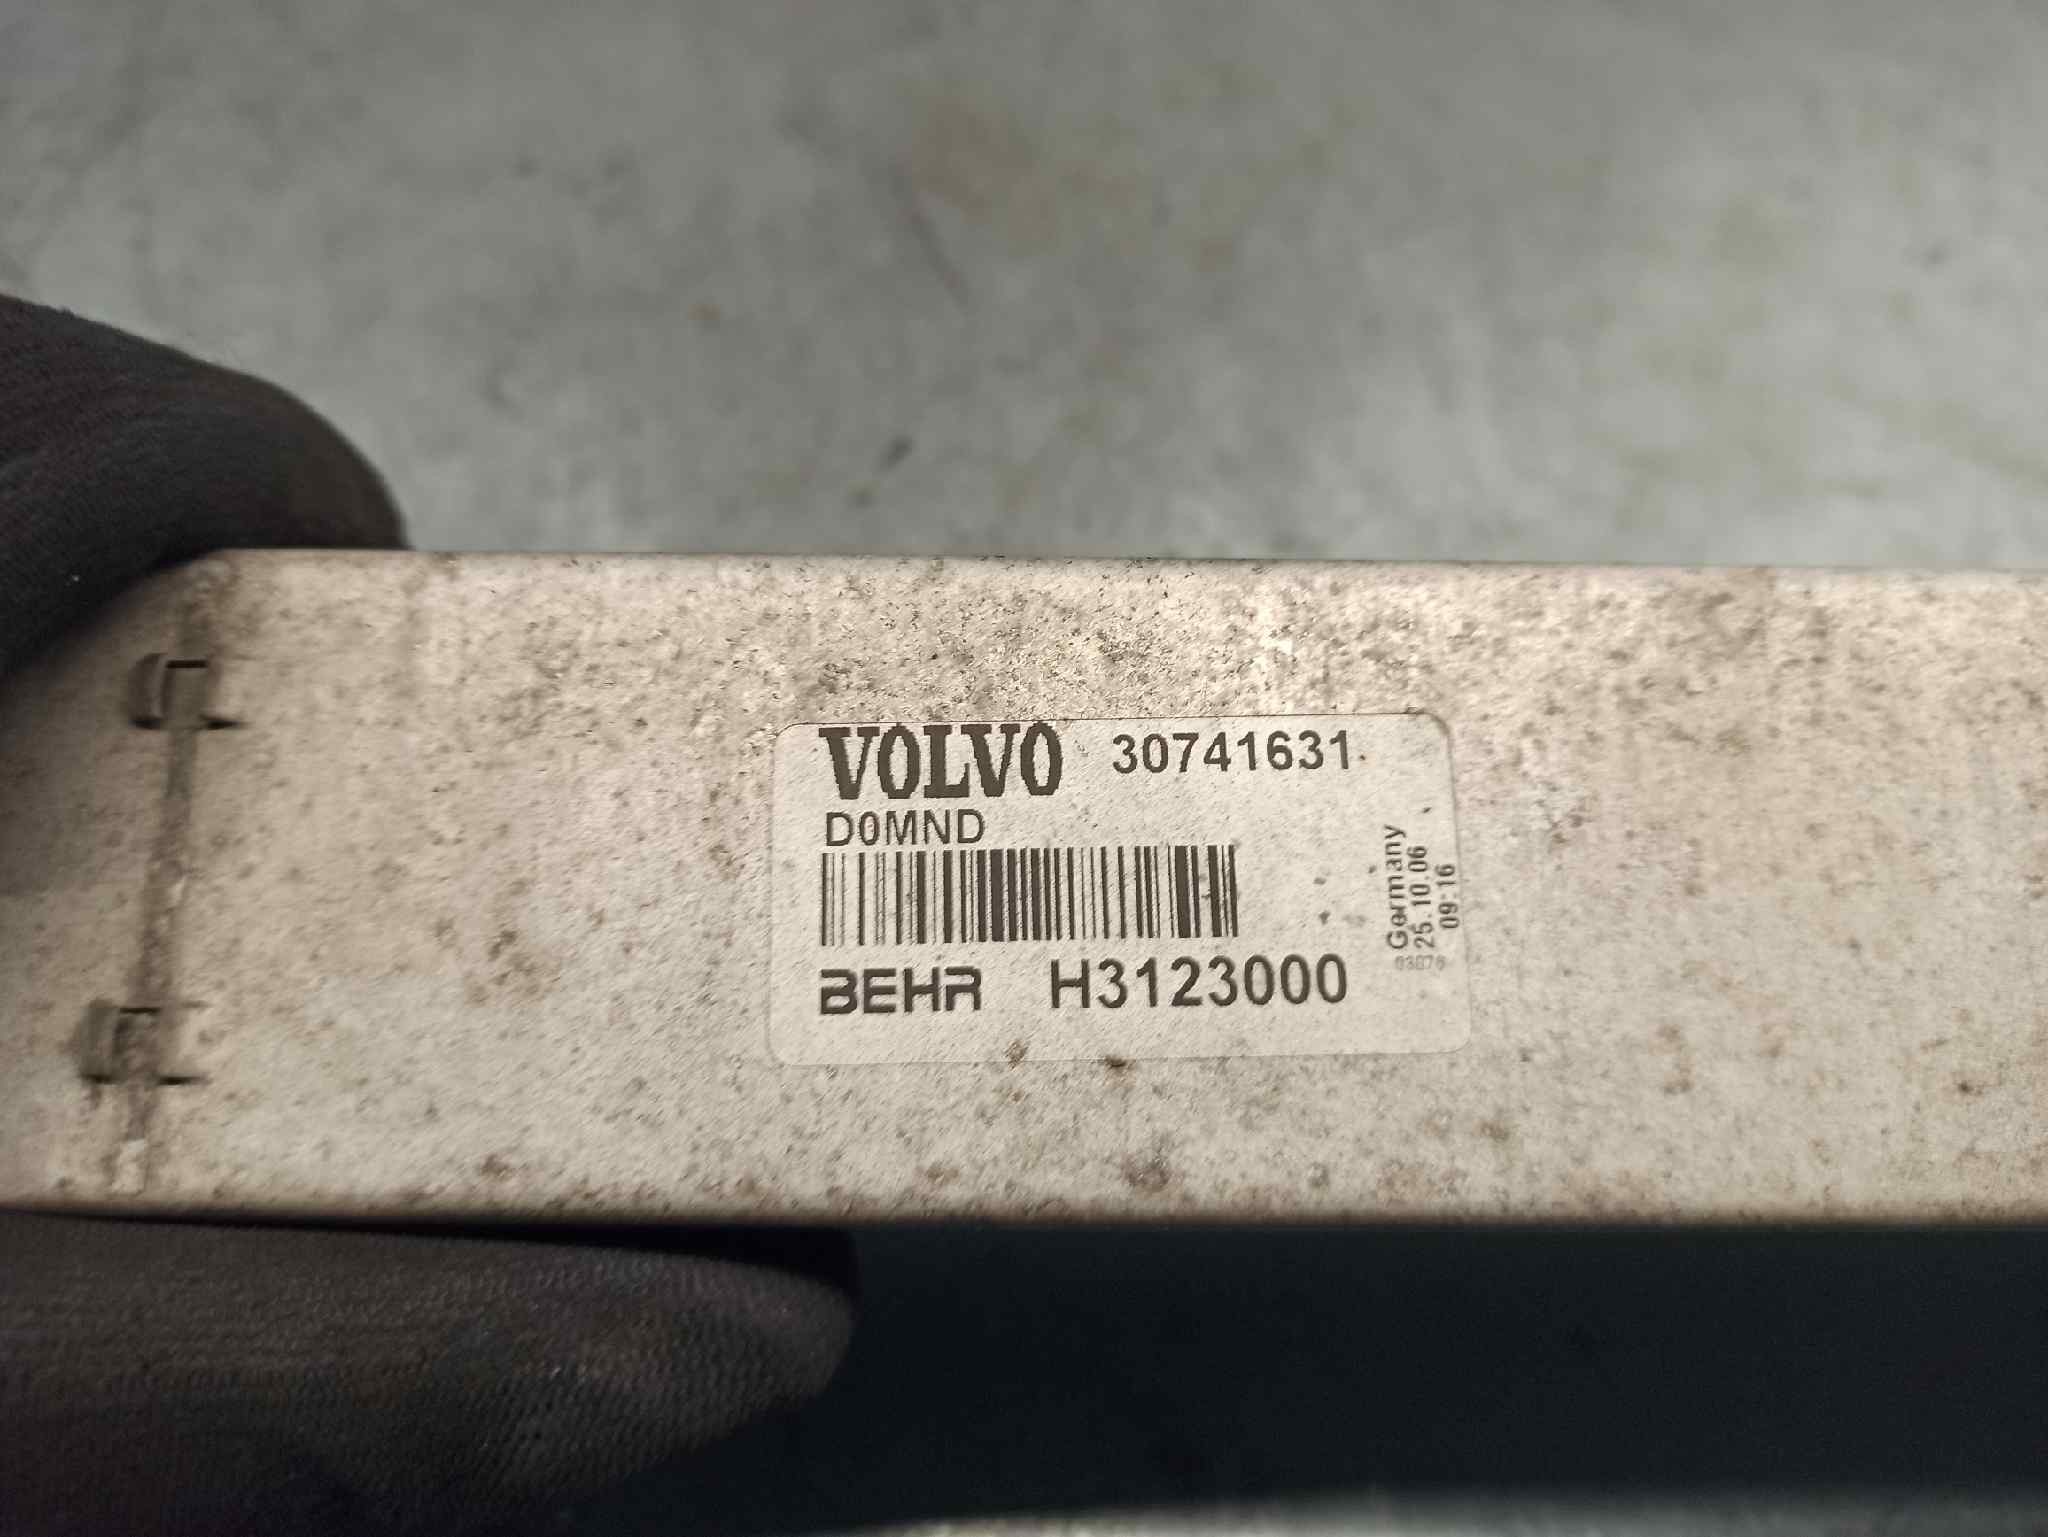 VOLVO 30741631
D0MND
BEHR H3123000
Germany
25.10.06
09:16